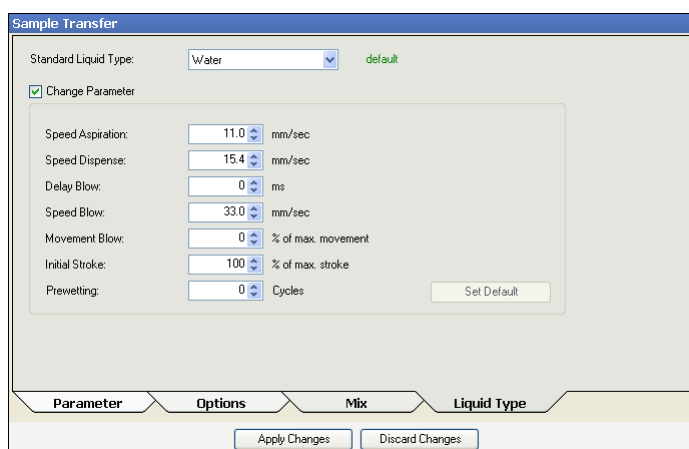 Sample Transfer
Standard Liquid Type: Water default
Change Parameter
Speed Aspiration: 11.0 mm/sec
Speed Dispense: 15.4 mm/sec
Delay Blow: 0 ms
Speed Blow: 33.0 mm/sec
Movement Blow: 0 % of max. movement
Initial Stroke: 100 % of max. stroke
Prewetting: 0 Cycles Set Default
Parameter Options Mix Liquid Type
Apply Changes Discard Changes